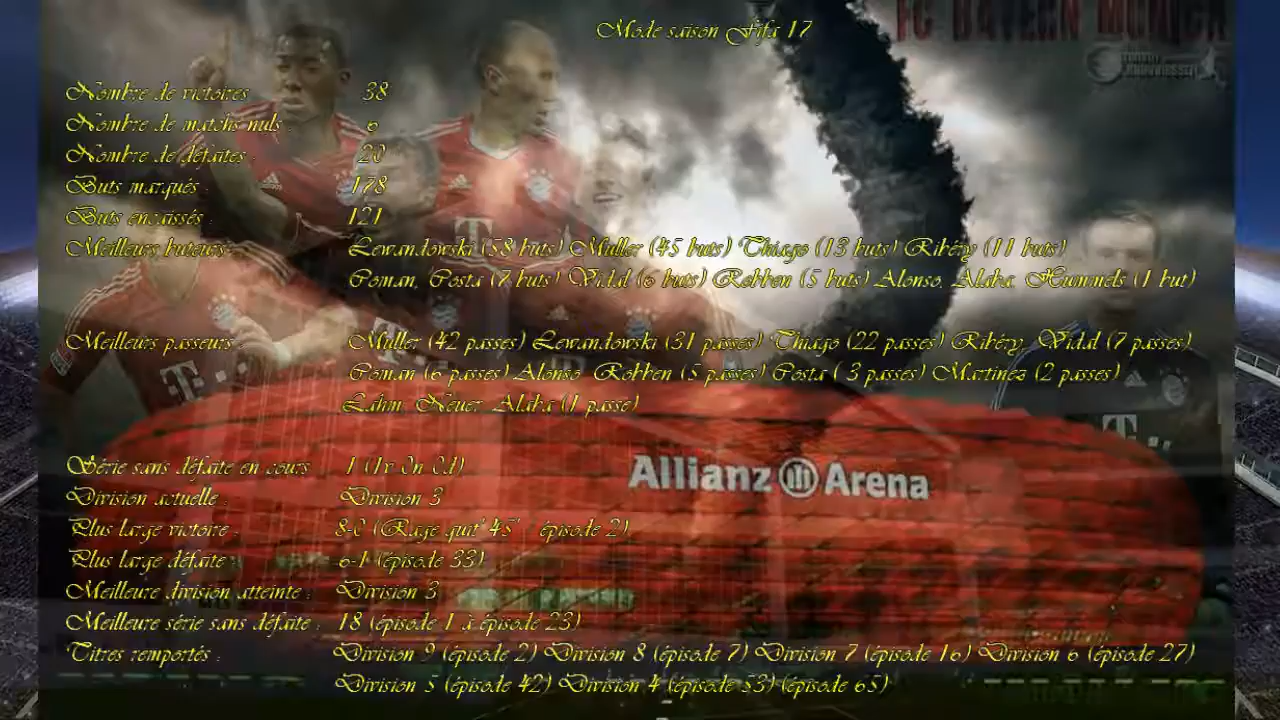 Mode saison Fifa 17
FC BAYERN MUNICH
Nombre de victoires 38
Nombre de matchs nuls : 6
Nombre de défaites : 20
Buts marqués : 178
Buts encaissés : 121
Meilleurs buteurs: Lewandowski (58 buts) Muller (45 buts) Thiago (13 buts) Ribéry (11 buts)
Coman, Costa (7 buts) Vidal (6 buts) Robben (5 buts) Alonso, Alaba, Hummels (1 but)
Meilleurs passeurs : Muller (42 passes) Lewandowski (31 passes) Thiago (22 passes) Ribéry, Vidal (7 passes)
Coman (6 passes) Alonso, Robben (5 passes) Costa ( 3 passes) Martinez (2 passes)
Lahm, Neuer, Alaba (1 passe)
Série sans défaite en cours : 1 (1v 0n 0d)
Allianz Arena
Division actuelle : Division 3
Plus large victoire : 8-0 (Rage quit 45' - épisode 2)
Plus large défaite : 6-1 (épisode 33)
Meilleure division atteinte : Division 3
Meilleure série sans défaite : 18 (épisode 1 à épisode 23)
Titres remportés : Division 9 (épisode 2) Division 8 (épisode 7) Division 7 (épisode 16) Division 6 (épisode 27)
Division 5 (épisode 42) Division 4 (épisode 53) (épisode 65)